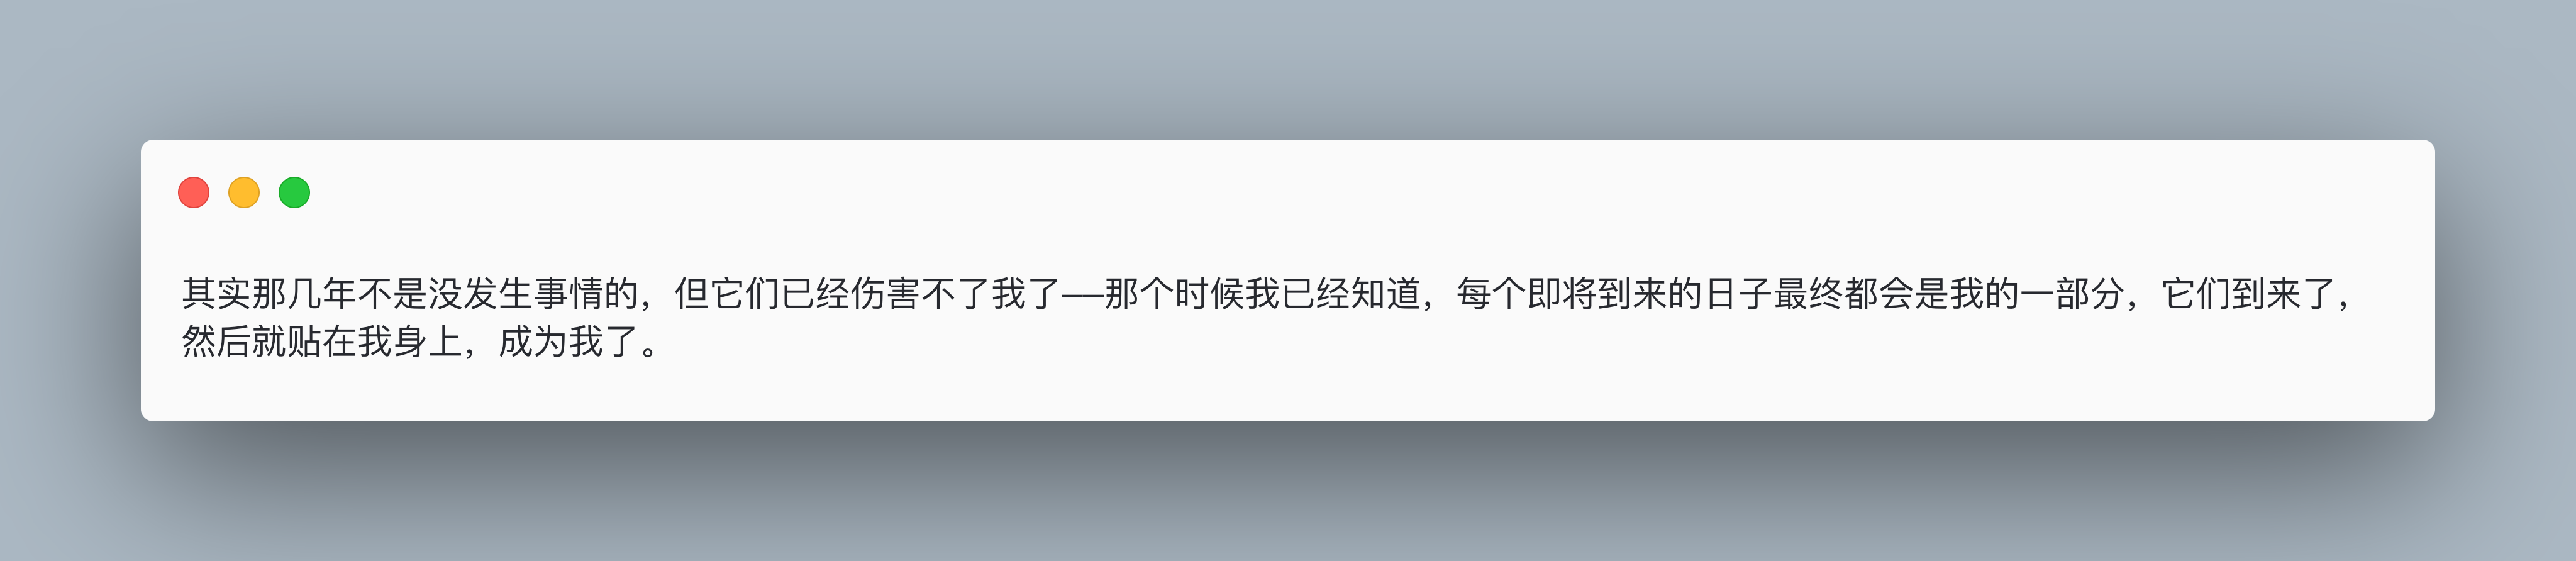 其实那几年不是没发生事情的，但它们已经伤害不了我了——那个时候我已经知道，每个即将到来的日子最终都会是我的一部分，它们到来了，
然后就贴在我身上，成为我了。